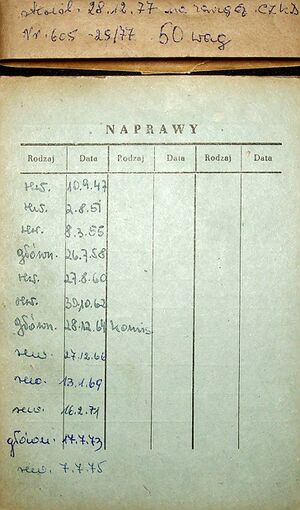 skreśl. 28.12.77 na
Nr. 605-25/77 50 wag
NAPRAWY
Rodzaj Data Rodzaj Data Rodzaj Data
rew. 10.9.47
rew. 2.8.51
rew. 8.3.55
główn. 26.7.58
rew. 27.8.60
rew. 30.10.62
główn. 28.12.64
rew. 27.12.66
rew. 13.1.69
rew. 16.2.71
główn. 17.7.73
rew. 7.7.75